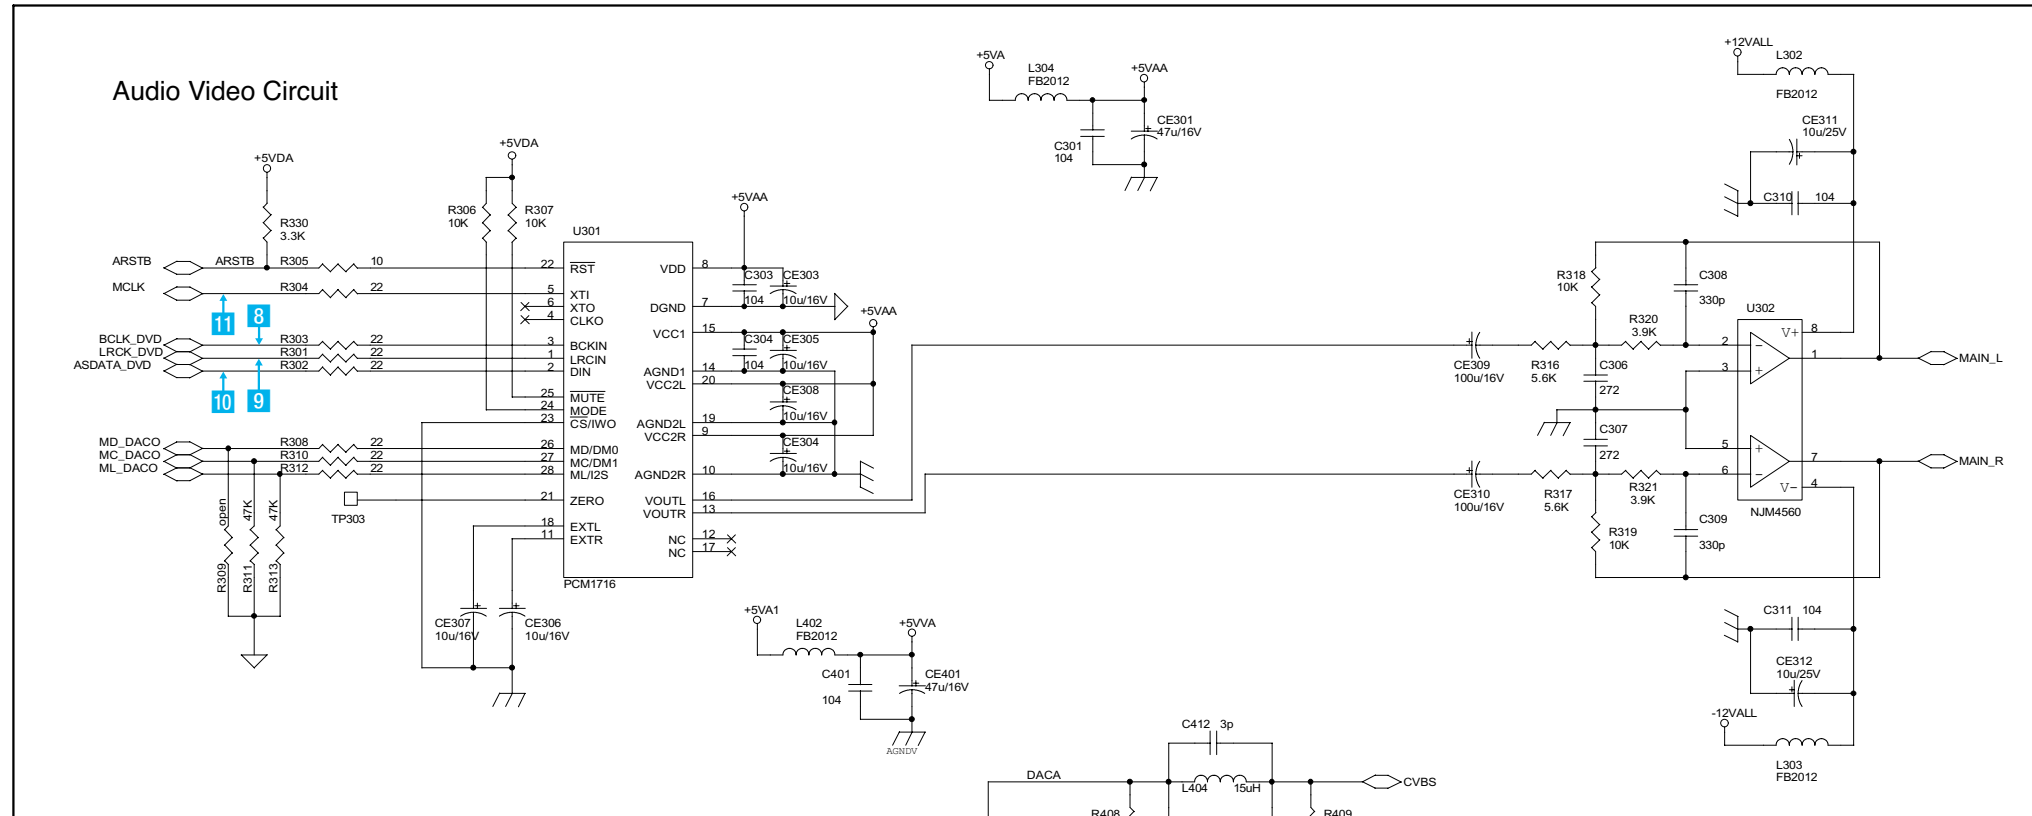 Audio Video Circuit
+5VA
L304
FB2012
+5VAA
CE301
47u/16V
C301
104
+12VALL
L302
FB2012
CE311
10u/25V
C310 104
+5VDA
R330
3.3K
+5VDA
R306
10K
R307
10K
+5VAA
U301
ARSTB ARSTB R305 10 22 RST
MCLK R304 22 5 XTI
6 XTO
4 CLKO
11
8
BCLK_DVD R303 22 3 BCKIN
LRCK_DVD R301 22 1 LRCIN
ASDATA_DVD R302 22 2 DIN
10
9
25 MUTE
24 MODE
23 CS/IWO
MD_DACO R308 22 26 MD/DM0
MC_DACO R310 22 27 MC/DM1
ML_DACO R312 22 28 ML/I2S
TP303
21 ZERO
18 EXTL
11 EXTR
open
47K
47K
R309
R311
R313
PCM1716
CE307
10u/16V
CE306
10u/16V
VDD 8
C303
104
CE303
10u/16V
DGND 7
+5VAA
VCC1 15
C304
104
CE305
10u/16V
AGND1 14
VCC2L 20
CE308
10u/16V
AGND2L 19
VCC2R 9
CE304
10u/16V
AGND2R 10
VOUTL 16
VOUTR 13
NC 12
NC 17
+5VA1
L402
FB2012
+5VVA
C401
104
CE401
47u/16V
AGNDV
CE309
100u/16V
R316
5.6K
R318
10K
C308
330p
R320
3.9K
C306
272
U302
V+ 8
2 −
3 +
1
MAIN_L
C307
272
CE310
100u/16V
R317
5.6K
R321
3.9K
5 +
6 −
7
MAIN_R
V- 4
NJM4560
R319
10K
C309
330p
C311 104
CE312
10u/25V
-12VALL
L303
FB2012
C412 3p
DACA
L404 15uH
CVBS
R408
R409